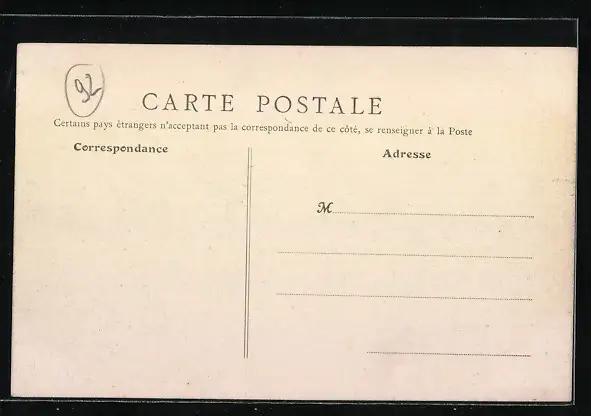 92
CARTE POSTALE
Certains pays étrangers n'acceptant pas la correspondance de ce côté, se renseigner à la Poste
Correspondance
Adresse
M